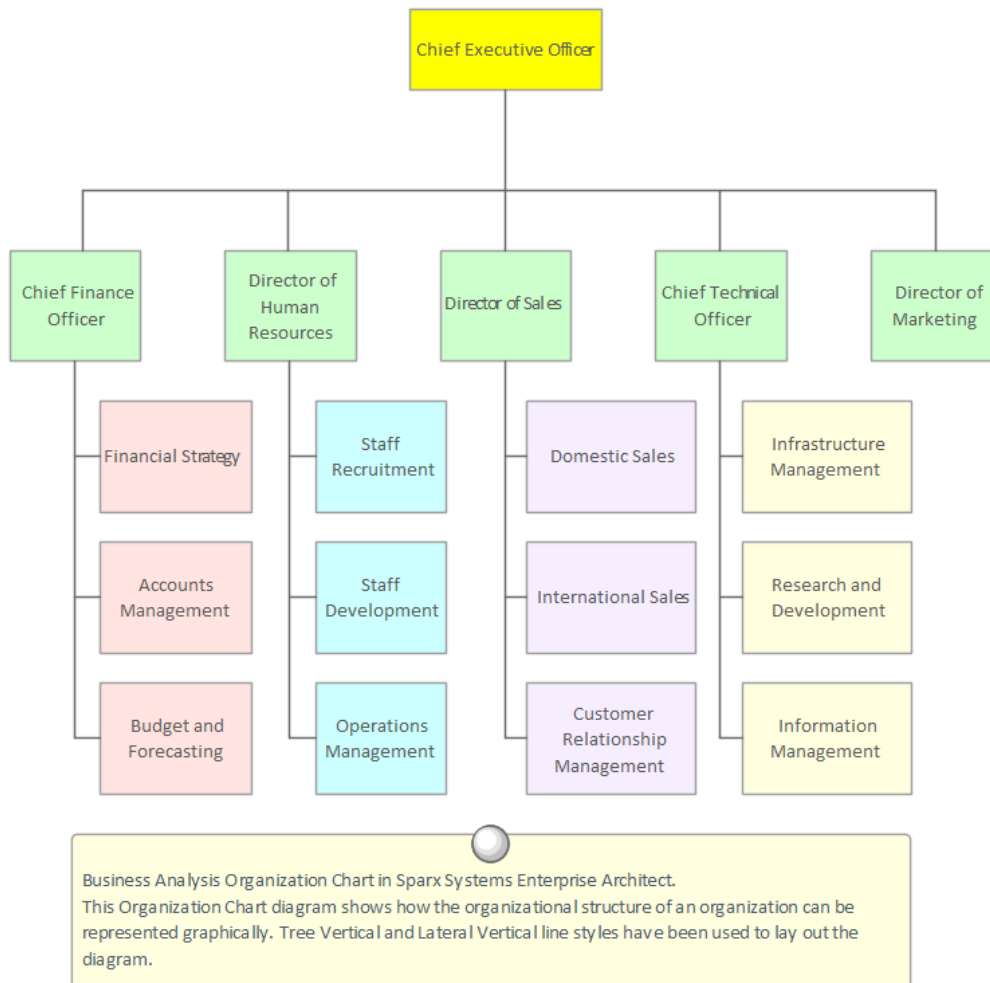 Chief Executive Officer
Chief Finance
Officer
Director of
Human
Resources
Director of Sales
Chief Technical
Officer
Director of
Marketing
Financial Strategy
Staff
Recruitment
Domestic Sales
Infrastructure
Management
Accounts
Management
Staff
Development
International Sales
Research and
Development
Budget and
Forecasting
Operations
Management
Customer
Relationship
Management
Information
Management
Business Analysis Organization Chart in Sparx Systems Enterprise Architect.
This Organization Chart diagram shows how the organizational structure of an organization can be
represented graphically. Tree Vertical and Lateral Vertical line styles have been used to lay out the
diagram.